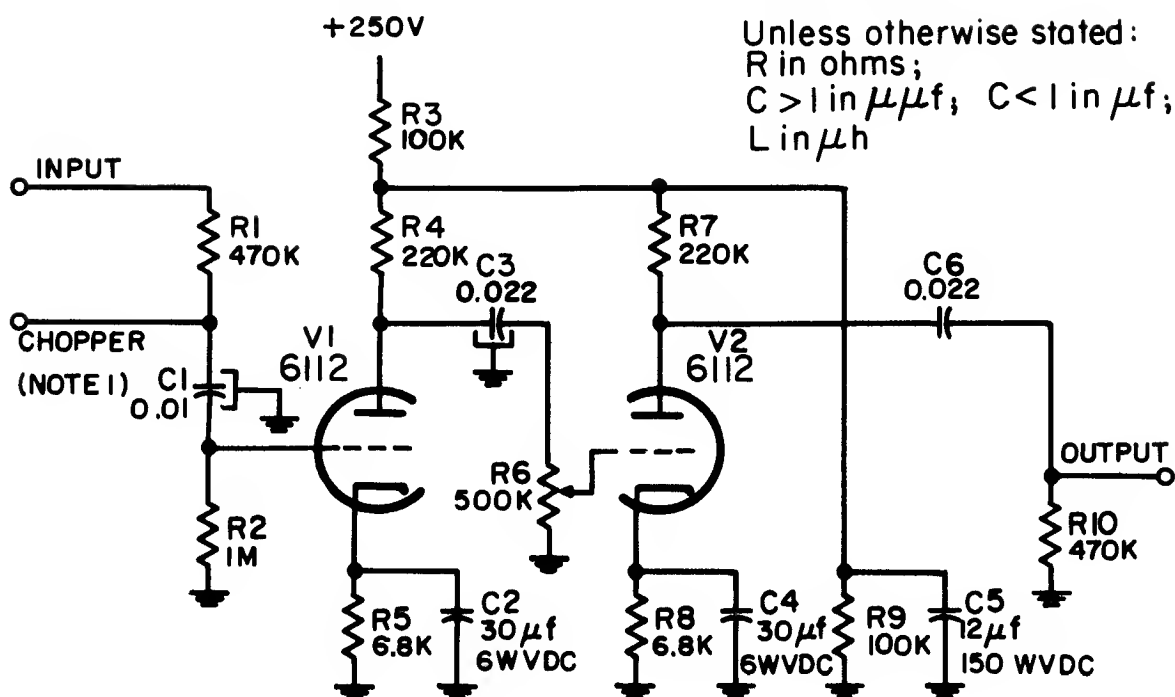 +250V
Unless otherwise stated:
R in ohms;
C > 1 in μμf; C < 1 in μf;
L in μh
R3
100K
INPUT
R1
470K
R4
220K
R7
220K
C3
0.022
C6
0.022
CHOPPER
(NOTE 1)
C1
0.01
V1
6112
V2
6112
R6
500K
OUTPUT
R2
1M
R10
470K
R5
6.8K
C2
30μf
6WVDC
R8
6.8K
C4
30μf
6WVDC
R9
100K
C5
12μf
150 WVDC